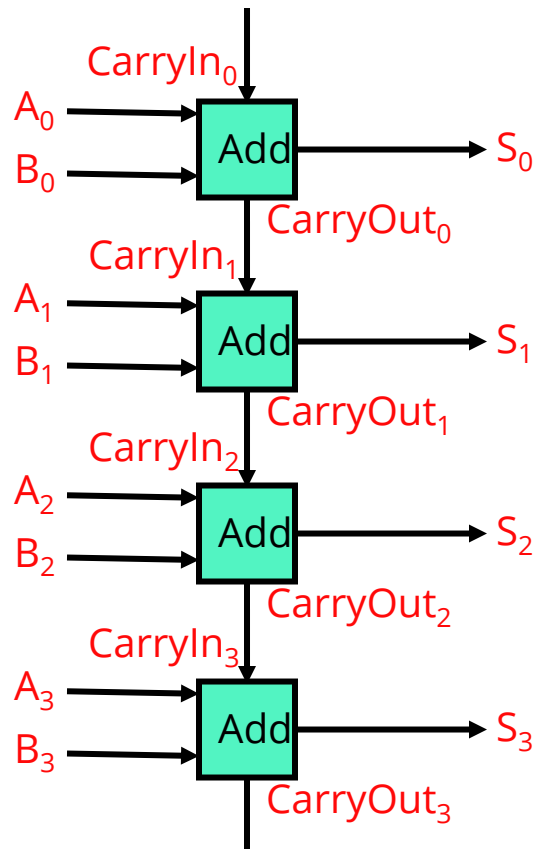 CarryIn₀
A₀
Add
S₀
B₀
CarryOut₀
CarryIn₁
A₁
Add
S₁
B₁
CarryOut₁
CarryIn₂
A₂
Add
S₂
B₂
CarryOut₂
CarryIn₃
A₃
Add
S₃
B₃
CarryOut₃